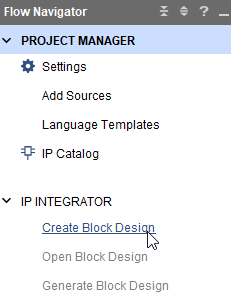 Flow Navigator ?
PROJECT MANAGER
Settings
Add Sources
Language Templates
IP Catalog
IP INTEGRATOR
Create Block Design
Open Block Design
Generate Block Design